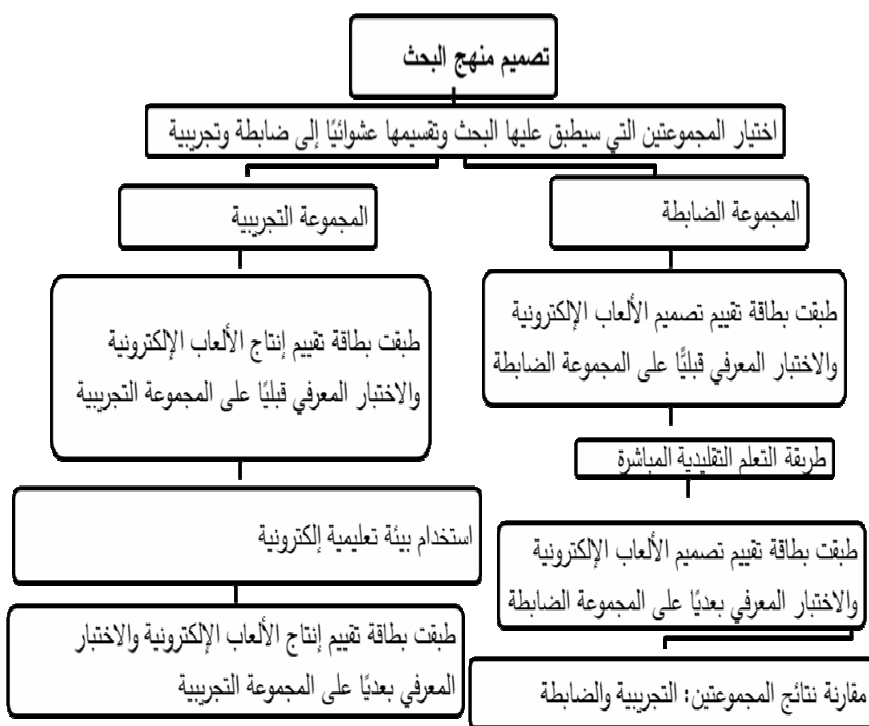 تصميم منهج البحث
اختيار المجموعتين التي سيطبق عليها البحث وتقسيمها عشوائيًا إلى ضابطة وتجريبية
المجموعة الضابطة
طبقت بطاقة تقييم تصميم الألعاب الإلكترونية
والاختبار المعرفي قبليًّا على المجموعة الضابطة
طريقة التعلم التقليدية المباشرة
طبقت بطاقة تقييم تصميم الألعاب الإلكترونية
والاختبار المعرفي بعديًا على المجموعة الضابطة
مقارنة نتائج المجموعتين: التجريبية والضابطة
المجموعة التجريبية
طبقت بطاقة تقييم إنتاج الألعاب الإلكترونية
والاختبار المعرفي قبليًا على المجموعة التجريبية
استخدام بيئة تعليمية إلكترونية
طبقت بطاقة تقييم إنتاج الألعاب الإلكترونية والاختبار
المعرفي بعديًا على المجموعة التجريبية